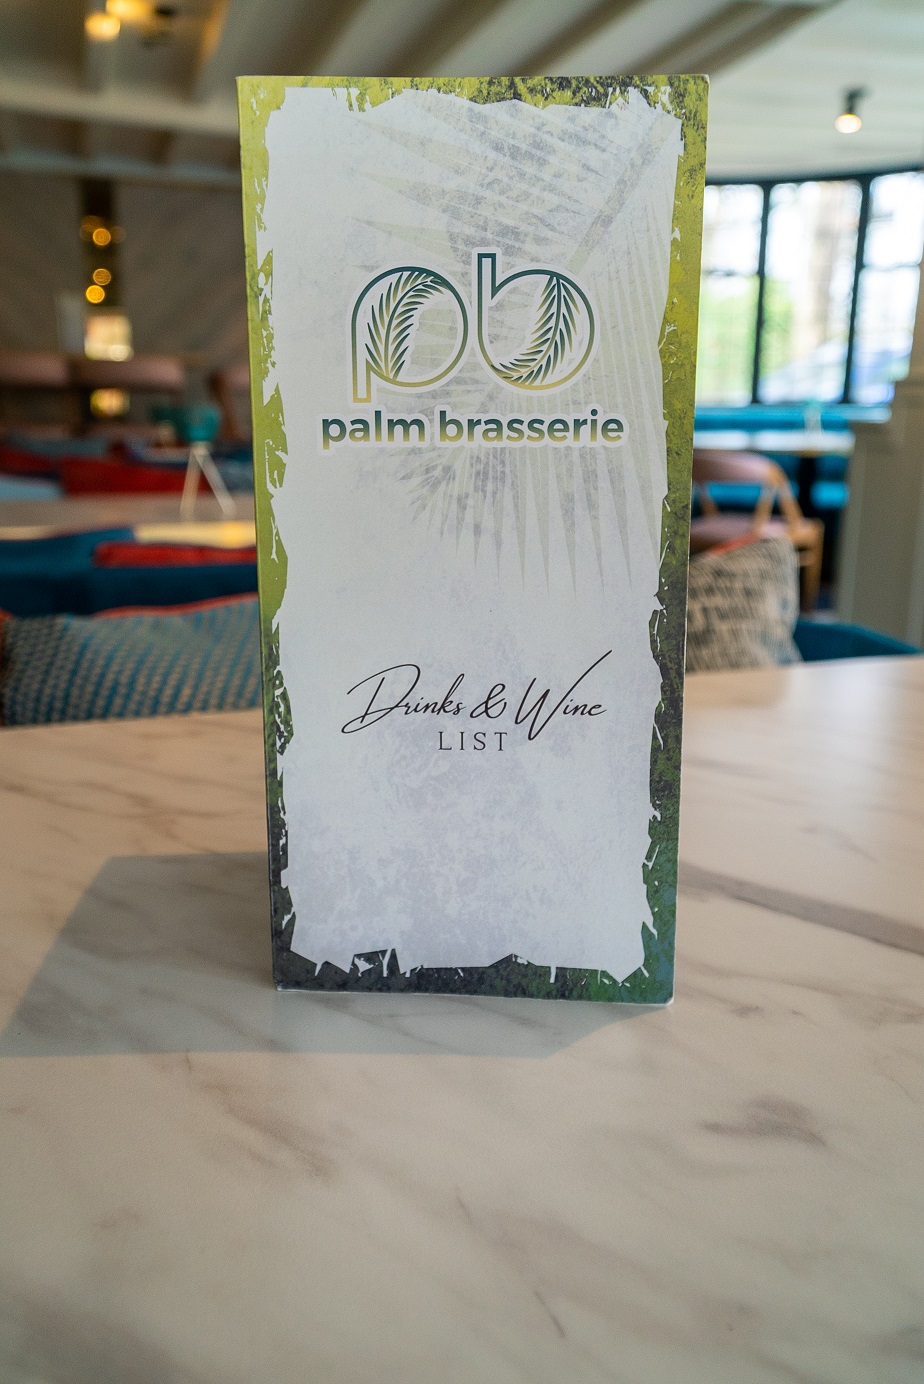 pb
palm brasserie
Drinks & Wine
LIST